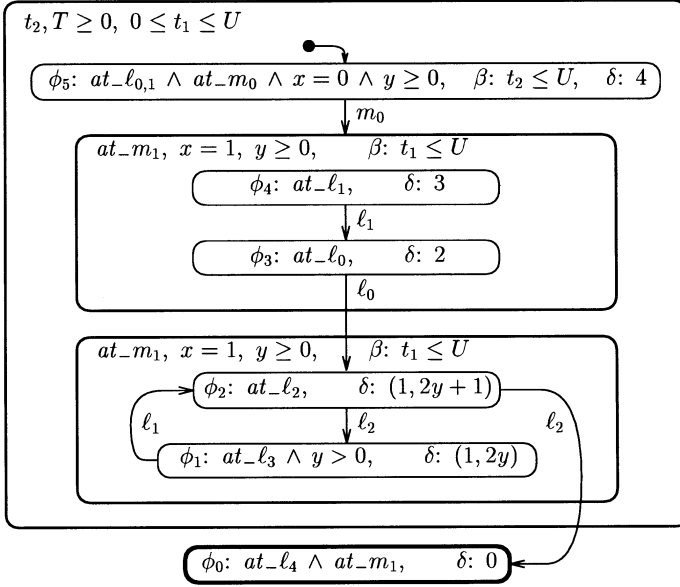 t₂, T ≥ 0, 0 ≤ t₁ ≤ U
ϕ₅: at_ℓ₀,₁ ∧ at_m₀ ∧ x = 0 ∧ y ≥ 0, β: t₂ ≤ U, δ: 4
m₀
at_m₁, x = 1, y ≥ 0, β: t₁ ≤ U
ϕ₄: at_ℓ₁, δ: 3
ℓ₁
ϕ₃: at_ℓ₀, δ: 2
ℓ₀
at_m₁, x = 1, y ≥ 0, β: t₁ ≤ U
ϕ₂: at_ℓ₂, δ: (1, 2y + 1)
ℓ₁ ℓ₂ ℓ₂
ϕ₁: at_ℓ₃ ∧ y > 0, δ: (1, 2y)
ϕ₀: at_ℓ₄ ∧ at_m₁, δ: 0